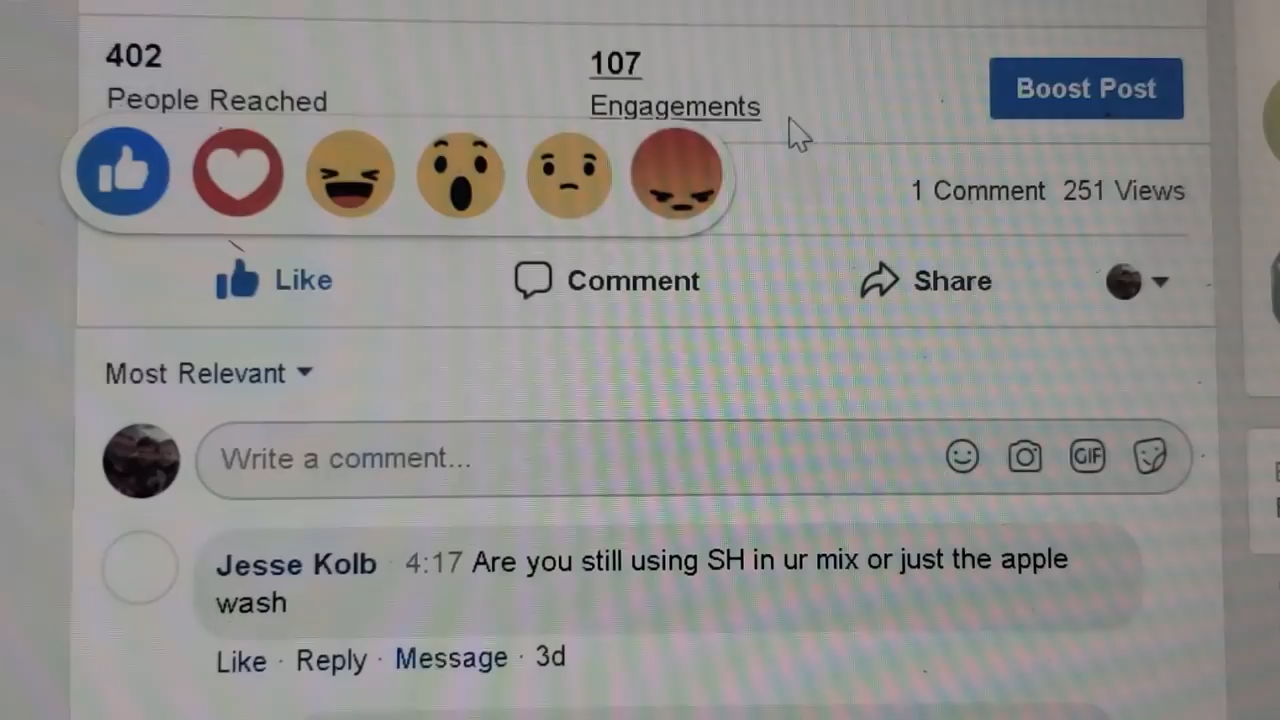 402
People Reached
107
Engagements
Boost Post
1 Comment 251 Views
Like
Comment
Share
Most Relevant
Write a comment...
GIF
Jesse Kolb 4:17 Are you still using SH in ur mix or just the apple
wash
Like · Reply · Message · 3d